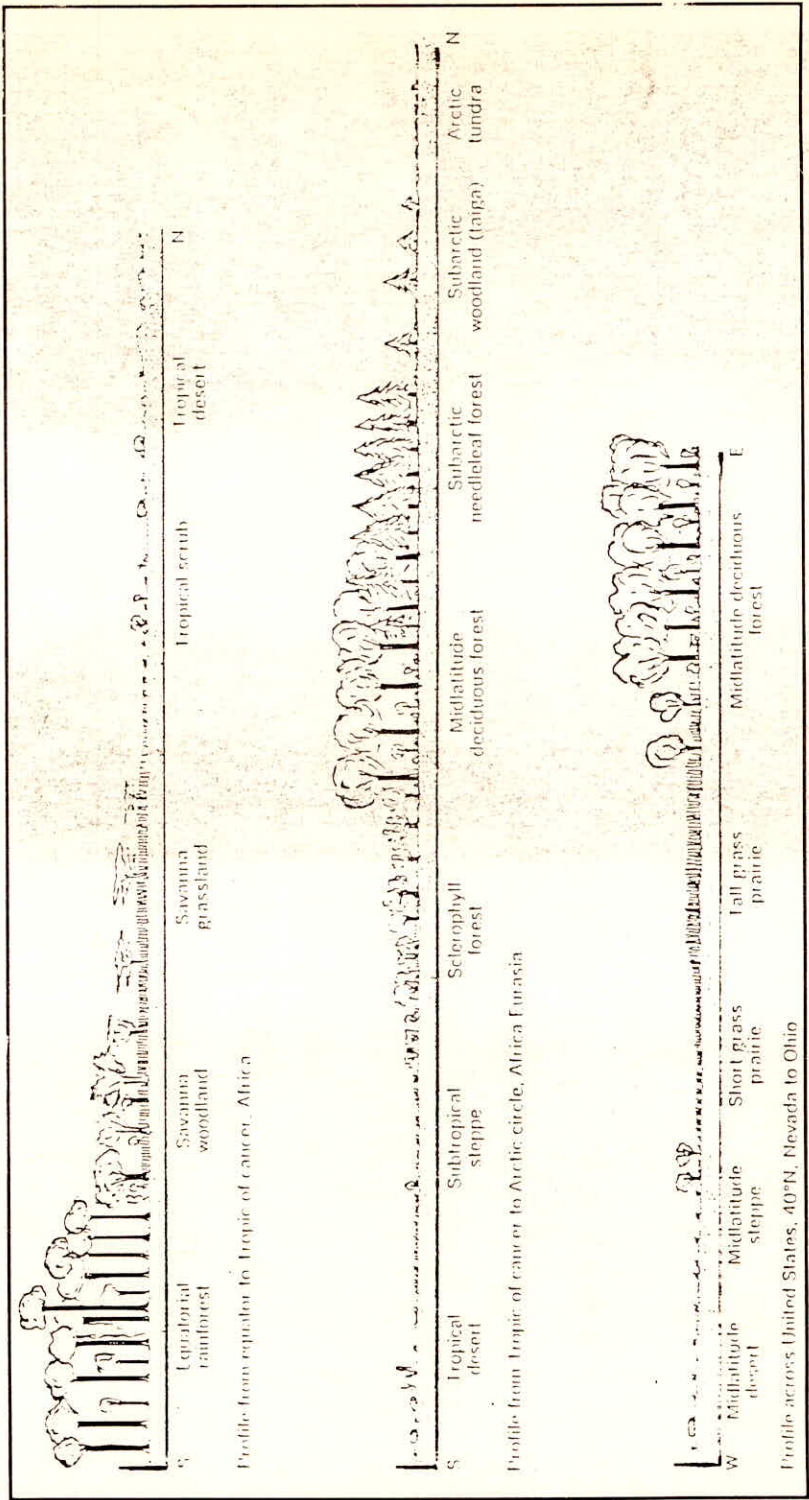 S
N
Equatorial
rainforest
Savanna
woodland
Savanna
grassland
Tropical scrub
Tropical
desert
Profile from equator to tropic of cancer, Africa
S
N
Tropical
desert
Subtropical
steppe
Sclerophyll
forest
Midlatitude
deciduous forest
Subarctic
needleleaf forest
Subarctic
woodland (taiga)
Arctic
tundra
Profile from tropic of cancer to Arctic circle, Africa Eurasia
W
E
Midlatitude
desert
Midlatitude
steppe
Short grass
prairie
Tall grass
prairie
Midlatitude deciduous
forest
Profile across United States, 40°N, Nevada to Ohio